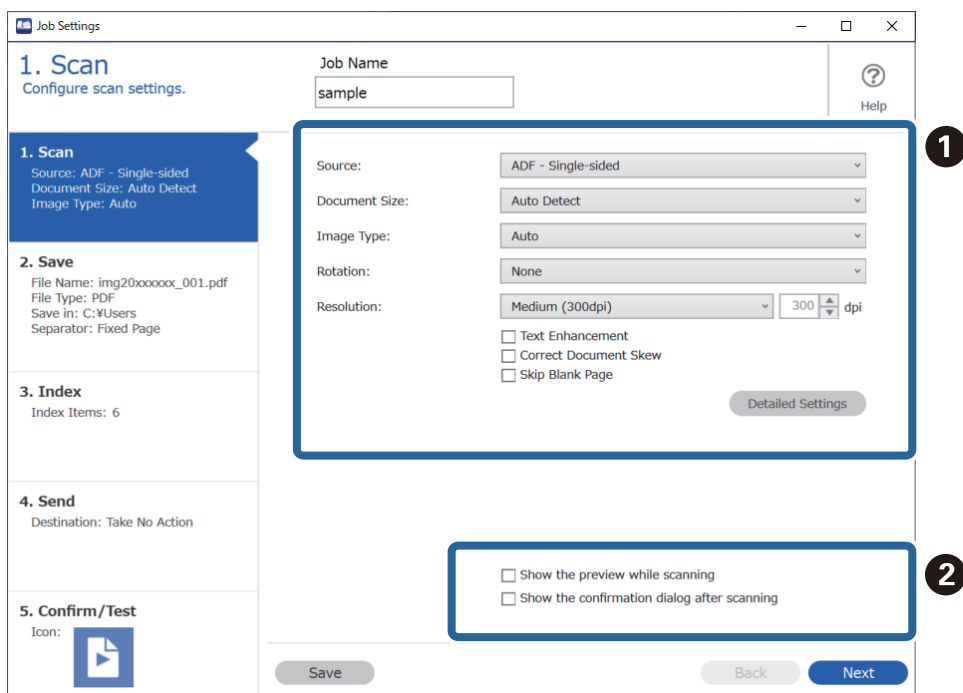 Job Settings
1. Scan
Configure scan settings.
Job Name
sample
Help
1. Scan
Source: ADF - Single-sided
Document Size: Auto Detect
Image Type: Auto
2. Save
File Name: img20xxxxxx_001.pdf
File Type: PDF
Save in: C:¥Users
Separator: Fixed Page
3. Index
Index Items: 6
4. Send
Destination: Take No Action
5. Confirm/Test
Icon:
1
Source: ADF - Single-sided
Document Size: Auto Detect
Image Type: Auto
Rotation: None
Resolution: Medium (300dpi) 300 dpi
Text Enhancement
Correct Document Skew
Skip Blank Page
Detailed Settings
2
Show the preview while scanning
Show the confirmation dialog after scanning
Save Back Next